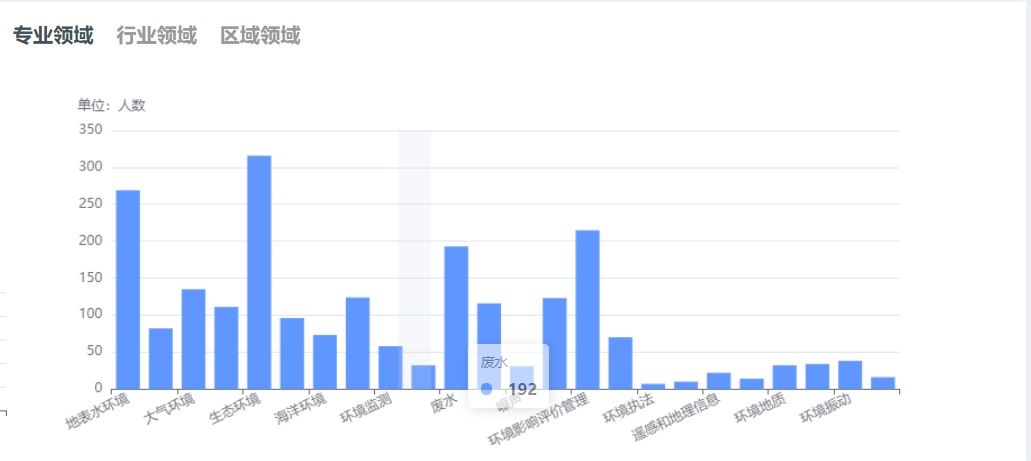 专业领域 行业领域 区域领域
单位：人数
350
300
250
200
150
100
50
0
废水
192
地表水环境 大气环境 生态环境 海洋环境 环境监测 废水 环境影响评价管理 环境执法 遥感和地理信息 环境地质 环境振动